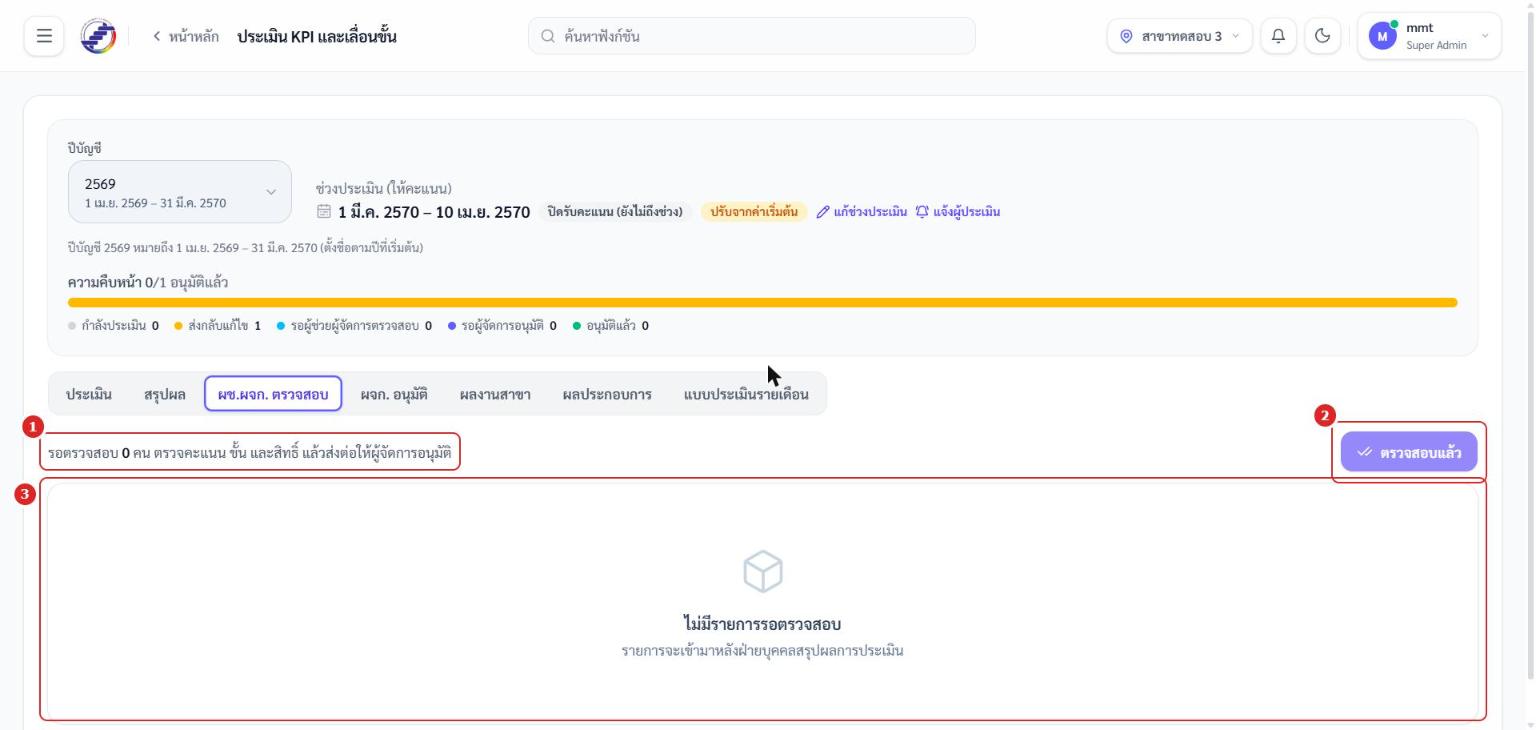 หน้าหลัก ประเมิน KPI และเลื่อนขั้น ค้นหาฟังก์ชัน สาขาทดสอบ 3 M mmt
Super Admin
ปีบัญชี
2569
1 เม.ย. 2569 – 31 มี.ค. 2570
ช่วงประเมิน (ให้คะแนน)
1 มี.ค. 2570 – 10 เม.ย. 2570 ปิดรับคะแนน (ยังไม่ถึงช่วง) ปรับจากค่าเริ่มต้น แก้ช่วงประเมิน แจ้งผู้ประเมิน
ปีบัญชี 2569 หมายถึง 1 เม.ย. 2569 – 31 มี.ค. 2570 (ตั้งชื่อตามปีที่เริ่มต้น)
ความคืบหน้า 0/1 อนุมัติแล้ว
กำลังประเมิน 0 ส่งกลับแก้ไข 1 รอผู้ช่วยผู้จัดการตรวจสอบ 0 รอผู้จัดการอนุมัติ 0 อนุมัติแล้ว 0
ประเมิน สรุปผล ผช.ผจก. ตรวจสอบ ผจก. อนุมัติ ผลงานสาขา ผลประกอบการ แบบประเมินรายเดือน
1
2
รอตรวจสอบ 0 คน ตรวจคะแนน ขั้น และสิทธิ์ แล้วส่งต่อให้ผู้จัดการอนุมัติ ตรวจสอบแล้ว
3
ไม่มีรายการรอตรวจสอบ
รายการจะเข้ามาหลังฝ่ายบุคคลสรุปผลการประเมิน